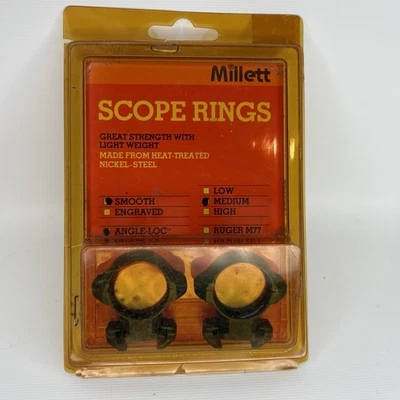 Millett
SCOPE RINGS
GREAT STRENGTH WITH
LIGHT WEIGHT
MADE FROM HEAT-TREATED
NICKEL-STEEL
LOW
SMOOTH MEDIUM
ENGRAVED HIGH
ANGLE-LOC™ RUGER M77